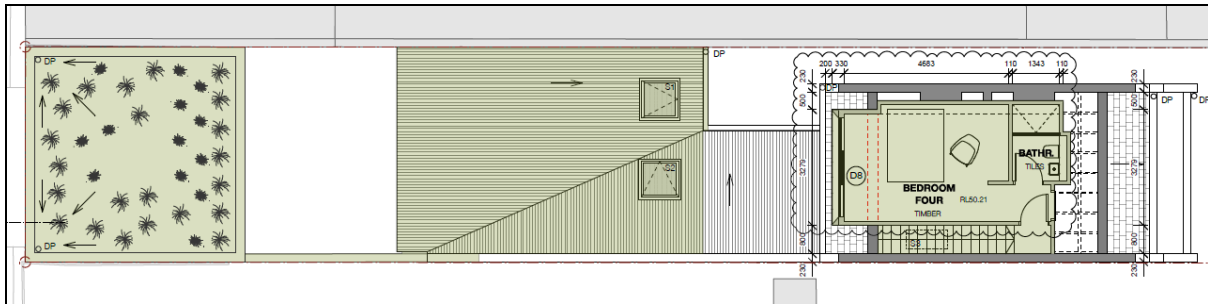 DP
DP
DP
S1
S2
200 330 4683 110 1343 110
230
500
3279
800
230
DP
D8
BEDROOM
FOUR
RL50.21
TIMBER
BATHR.
TILES
S3
230
500
3279
800
230
DP
DP